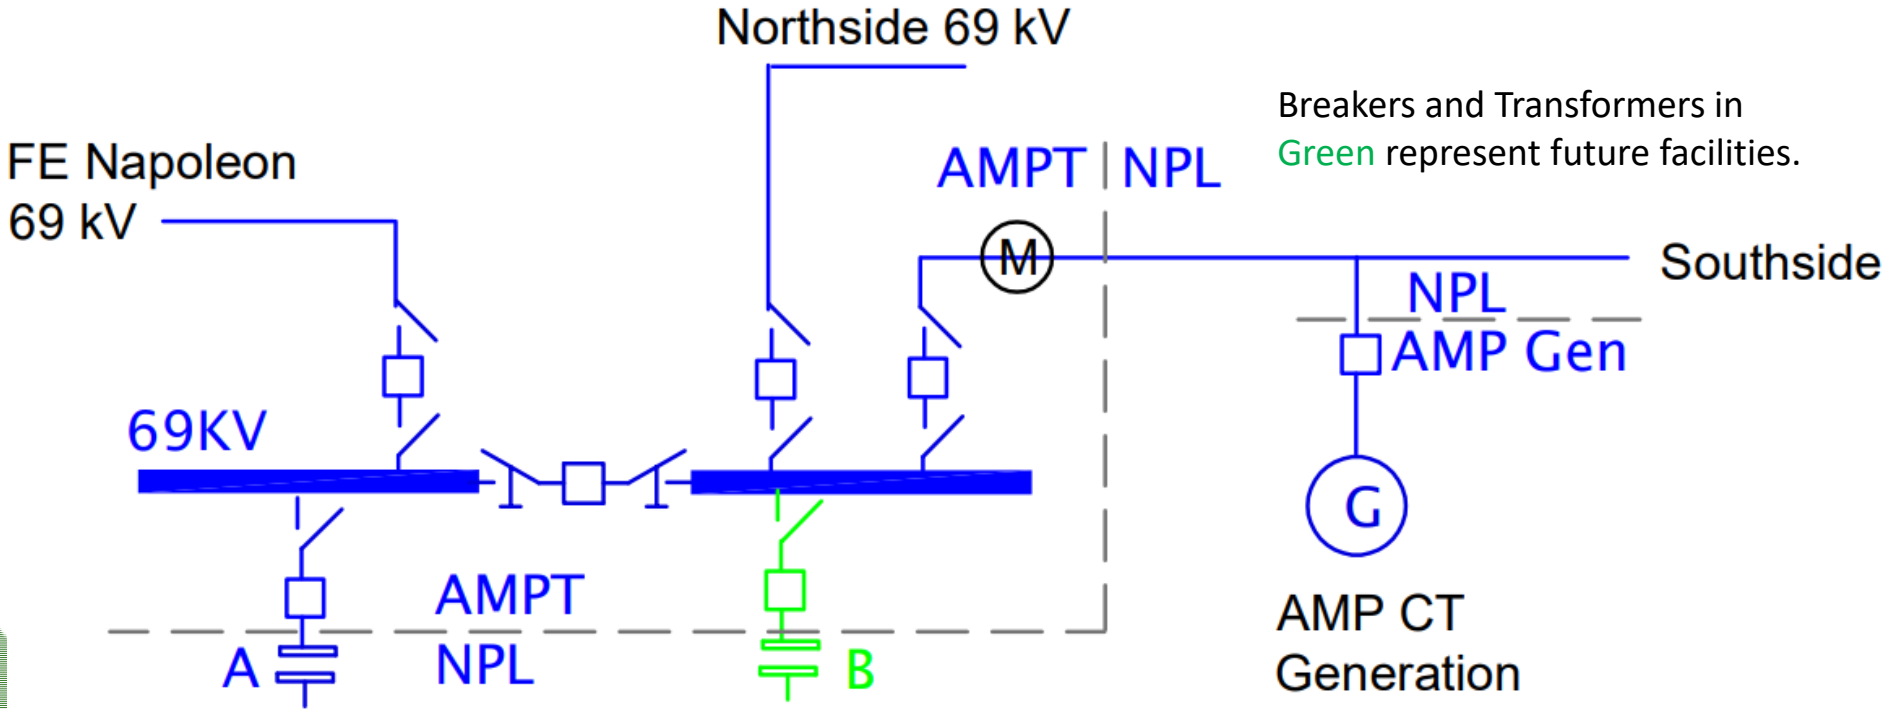 Northside 69 kV
Breakers and Transformers in
Green represent future facilities.
FE Napoleon
69 kV
AMPT
NPL
M
Southside
NPL
AMP Gen
69KV
G
AMPT
NPL
A
B
AMP CT
Generation